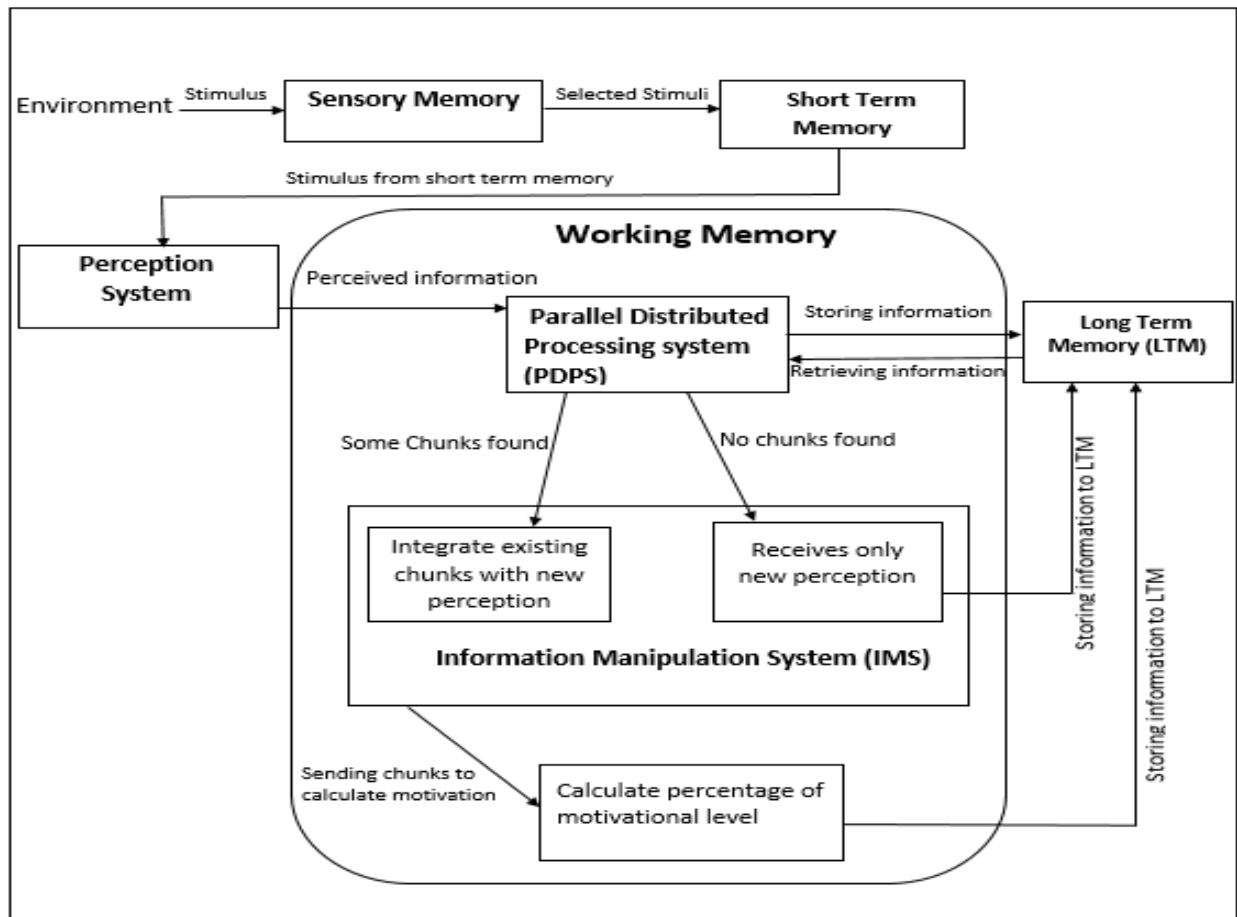 Environment
Stimulus
Sensory Memory
Selected Stimuli
Short Term
Memory
Stimulus from short term memory
Working Memory
Perception
System
Perceived information
Parallel Distributed
Processing system
(PDPS)
Storing information
Retrieving information
Long Term
Memory (LTM)
Some Chunks found
No chunks found
Integrate existing
chunks with new
perception
Receives only
new perception
Information Manipulation System (IMS)
Storing information to LTM
Storing information to LTM
Sending chunks to
calculate motivation
Calculate percentage of
motivational level